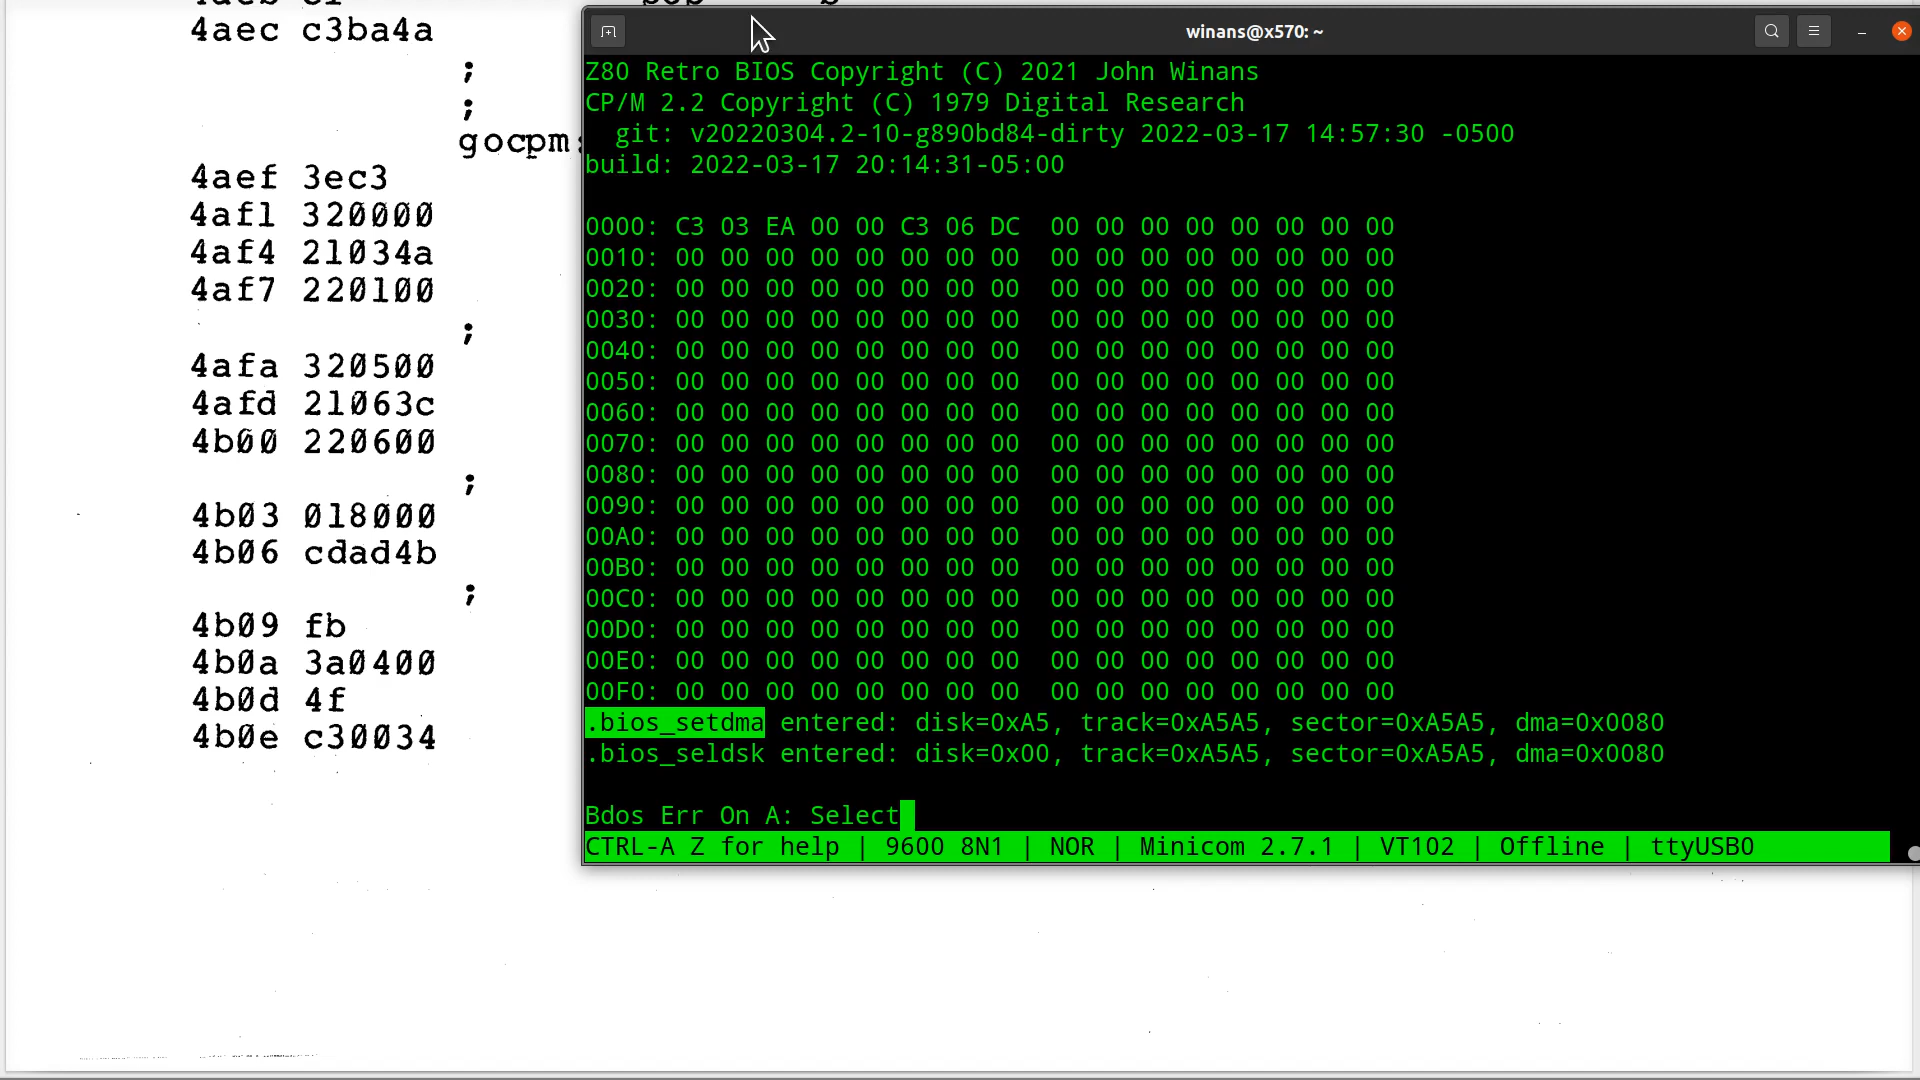 4aec c3ba4a
;
;
gocpm:
4aef 3ec3
4af1 320000
4af4 21034a
4af7 220100
;
4afa 320500
4afd 21063c
4b00 220600
;
4b03 018000
4b06 cdad4b
;
4b09 fb
4b0a 3a0400
4b0d 4f
4b0e c30034
winans@x570: ~
Z80 Retro BIOS Copyright (C) 2021 John Winans
CP/M 2.2 Copyright (C) 1979 Digital Research
  git: v20220304.2-10-g890bd84-dirty 2022-03-17 14:57:30 -0500
build: 2022-03-17 20:14:31-05:00
0000: C3 03 EA 00 00 C3 06 DC  00 00 00 00 00 00 00 00
0010: 00 00 00 00 00 00 00 00  00 00 00 00 00 00 00 00
0020: 00 00 00 00 00 00 00 00  00 00 00 00 00 00 00 00
0030: 00 00 00 00 00 00 00 00  00 00 00 00 00 00 00 00
0040: 00 00 00 00 00 00 00 00  00 00 00 00 00 00 00 00
0050: 00 00 00 00 00 00 00 00  00 00 00 00 00 00 00 00
0060: 00 00 00 00 00 00 00 00  00 00 00 00 00 00 00 00
0070: 00 00 00 00 00 00 00 00  00 00 00 00 00 00 00 00
0080: 00 00 00 00 00 00 00 00  00 00 00 00 00 00 00 00
0090: 00 00 00 00 00 00 00 00  00 00 00 00 00 00 00 00
00A0: 00 00 00 00 00 00 00 00  00 00 00 00 00 00 00 00
00B0: 00 00 00 00 00 00 00 00  00 00 00 00 00 00 00 00
00C0: 00 00 00 00 00 00 00 00  00 00 00 00 00 00 00 00
00D0: 00 00 00 00 00 00 00 00  00 00 00 00 00 00 00 00
00E0: 00 00 00 00 00 00 00 00  00 00 00 00 00 00 00 00
00F0: 00 00 00 00 00 00 00 00  00 00 00 00 00 00 00 00
.bios_setdma entered: disk=0xA5, track=0xA5A5, sector=0xA5A5, dma=0x0080
.bios_seldsk entered: disk=0x00, track=0xA5A5, sector=0xA5A5, dma=0x0080
Bdos Err On A: Select
CTRL-A Z for help | 9600 8N1 | NOR | Minicom 2.7.1 | VT102 | Offline | ttyUSB0